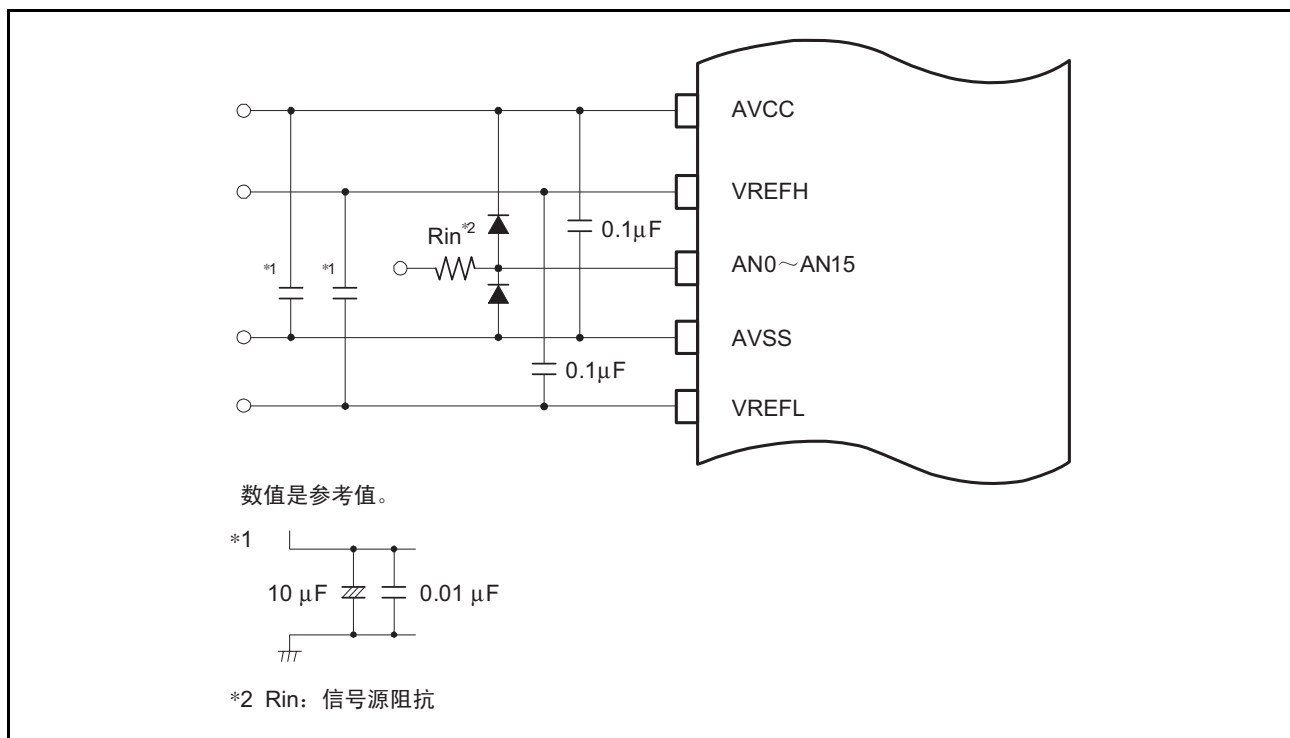 AVCC
VREFH
Rin*2
0.1μF
*1
*1
AN0～AN15
AVSS
0.1μF
VREFL
数值是参考值。
*1
10 μF
0.01 μF
*2 Rin：信号源阻抗